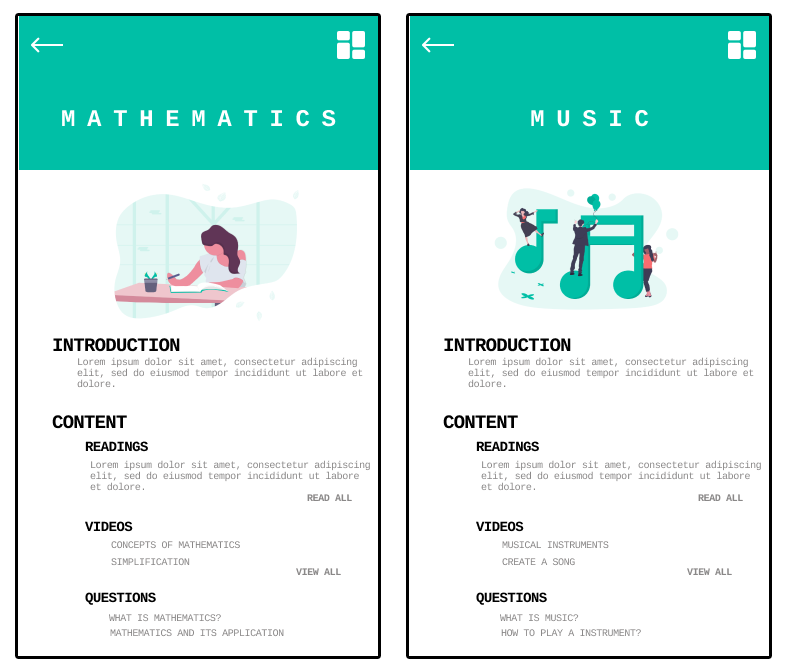 MATHEMATICS
INTRODUCTION
Lorem ipsum dolor sit amet, consectetur adipiscing
elit, sed do eiusmod tempor incididunt ut labore et
dolore.
CONTENT
READINGS
Lorem ipsum dolor sit amet, consectetur adipiscing
elit, sed do eiusmod tempor incididunt ut labore
et dolore.
READ ALL
VIDEOS
CONCEPTS OF MATHEMATICS
SIMPLIFICATION
VIEW ALL
QUESTIONS
WHAT IS MATHEMATICS?
MATHEMATICS AND ITS APPLICATION
MUSIC
INTRODUCTION
Lorem ipsum dolor sit amet, consectetur adipiscing
elit, sed do eiusmod tempor incididunt ut labore et
dolore.
CONTENT
READINGS
Lorem ipsum dolor sit amet, consectetur adipiscing
elit, sed do eiusmod tempor incididunt ut labore
et dolore.
READ ALL
VIDEOS
MUSICAL INSTRUMENTS
CREATE A SONG
VIEW ALL
QUESTIONS
WHAT IS MUSIC?
HOW TO PLAY A INSTRUMENT?